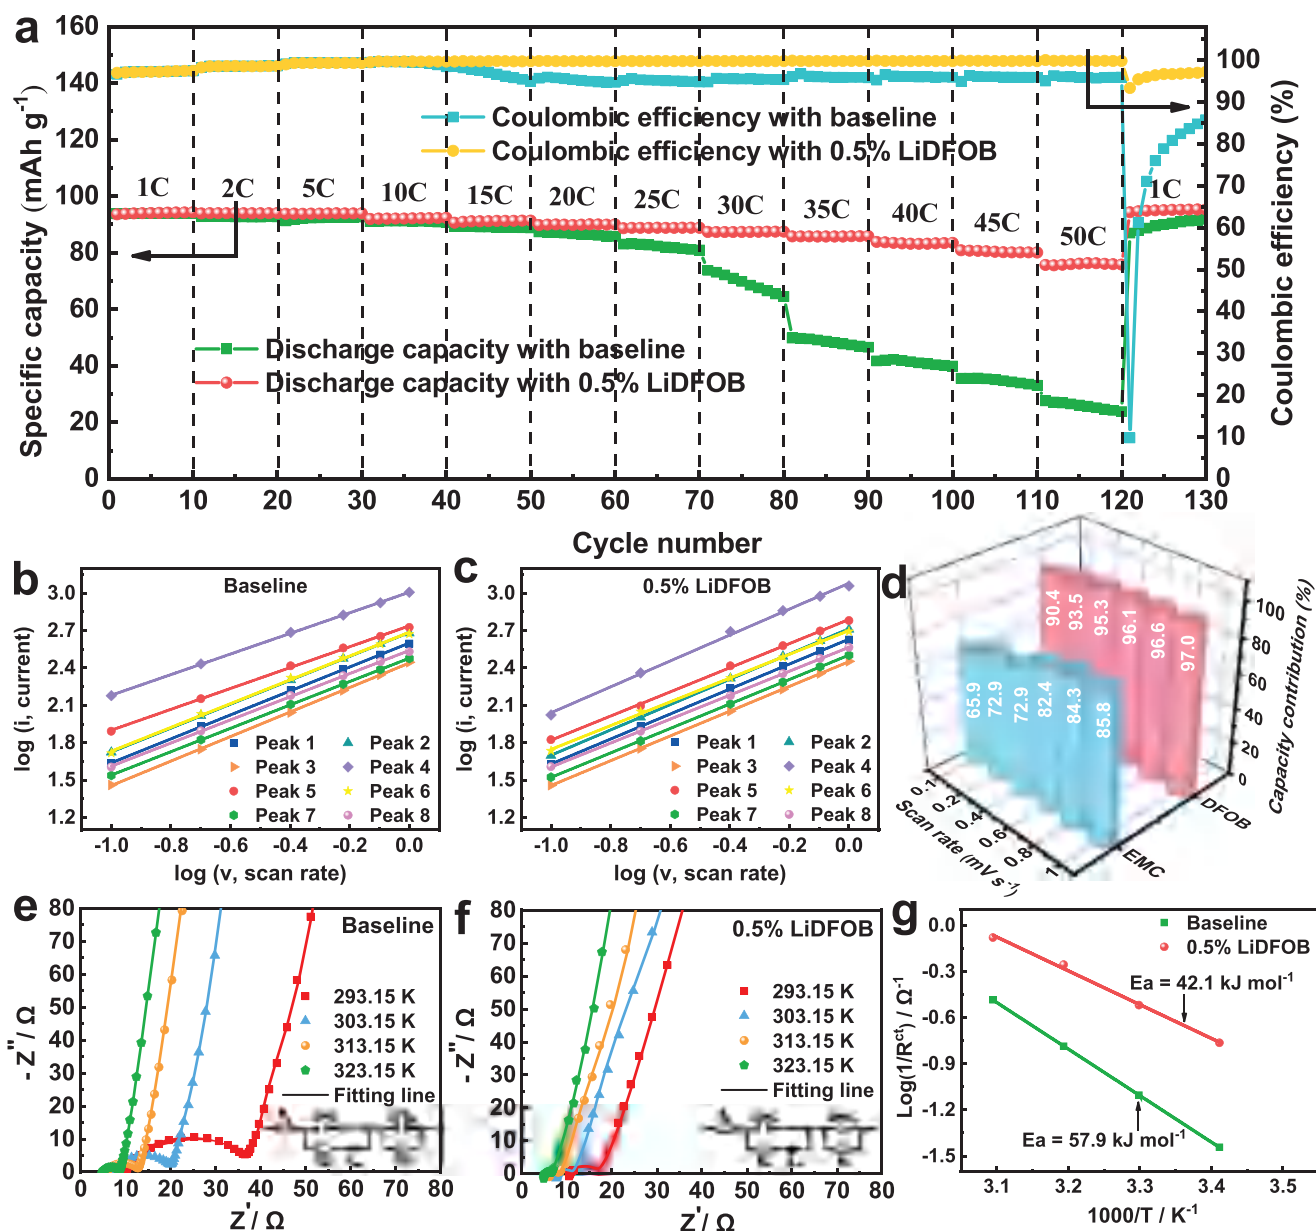 a
160
140
120
100
80
60
40
20
0
Specific capacity (mAh g⁻¹)
100
90
80
70
60
50
40
30
20
10
0
Coulombic efficiency (%)
Coulombic efficiency with baseline
Coulombic efficiency with 0.5% LiDFOB
1C 2C 5C 10C 15C 20C 25C 30C 35C 40C 45C 50C 1C
Discharge capacity with baseline
Discharge capacity with 0.5% LiDFOB
0 10 20 30 40 50 60 70 80 90 100 110 120 130
Cycle number
b
Baseline
3.0
2.7
2.4
2.1
1.8
1.5
1.2
log (i, current)
Peak 1 Peak 2
Peak 3 Peak 4
Peak 5 Peak 6
Peak 7 Peak 8
-1.0 -0.8 -0.6 -0.4 -0.2 0.0
log (v, scan rate)
c
0.5% LiDFOB
3.0
2.7
2.4
2.1
1.8
1.5
1.2
log (i, current)
Peak 1 Peak 2
Peak 3 Peak 4
Peak 5 Peak 6
Peak 7 Peak 8
-1.0 -0.8 -0.6 -0.4 -0.2 0.0
log (v, scan rate)
d
90.4 93.5 95.3 96.1 96.6 97.0
65.9 72.9 72.9 82.4 84.3 85.8
100
80
60
40
20
0
Capacity contribution (%)
0.1 0.2 0.4 0.6 0.8 1
Scan rate (mV s⁻¹)
EMC
DFOB
e
Baseline
80
70
60
50
40
30
20
10
0
- Z″/ Ω
293.15 K
303.15 K
313.15 K
323.15 K
Fitting line
0 10 20 30 40 50 60 70 80
Z′/ Ω
f
0.5% LiDFOB
80
70
60
50
40
30
20
10
0
- Z″/ Ω
293.15 K
303.15 K
313.15 K
323.15 K
Fitting line
0 10 20 30 40 50 60 70 80
Z′/ Ω
g
Baseline
0.5% LiDFOB
0.0
-0.3
-0.6
-0.9
-1.2
-1.5
Log(1/Rᶜᵗ) / Ω⁻¹
Ea = 42.1 kJ mol⁻¹
Ea = 57.9 kJ mol⁻¹
3.1 3.2 3.3 3.4 3.5
1000/T / K⁻¹